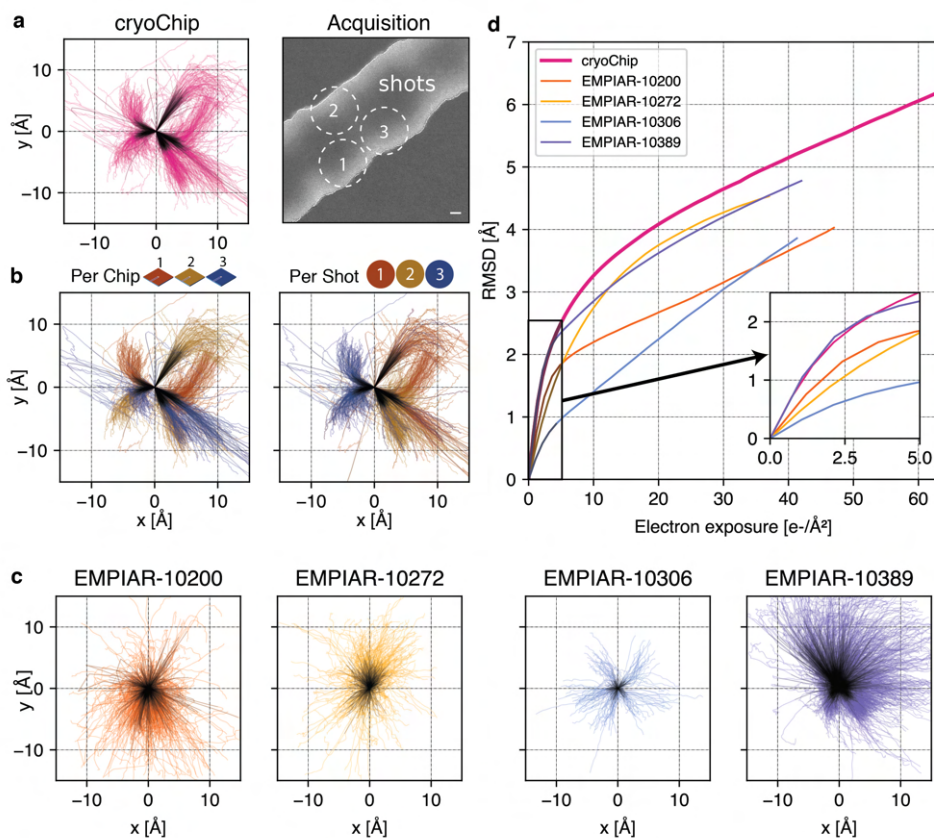 a
cryoChip
y [Å]
10
0
−10
−10
0
10
Acquisition
shots
2
3
1
b
Per Chip
1
2
3
y [Å]
10
0
−10
−10
0
10
x [Å]
Per Shot
1
2
3
−10
0
10
x [Å]
c
EMPIAR-10200
y [Å]
10
0
−10
−10
0
10
x [Å]
EMPIAR-10272
−10
0
10
x [Å]
EMPIAR-10306
−10
0
10
x [Å]
EMPIAR-10389
−10
0
10
x [Å]
d
RMSD [Å]
7
6
5
4
3
2
1
0
cryoChip
EMPIAR-10200
EMPIAR-10272
EMPIAR-10306
EMPIAR-10389
2
1
0
0.0
2.5
5.0
0
10
20
30
40
50
60
Electron exposure [e-/Å²]